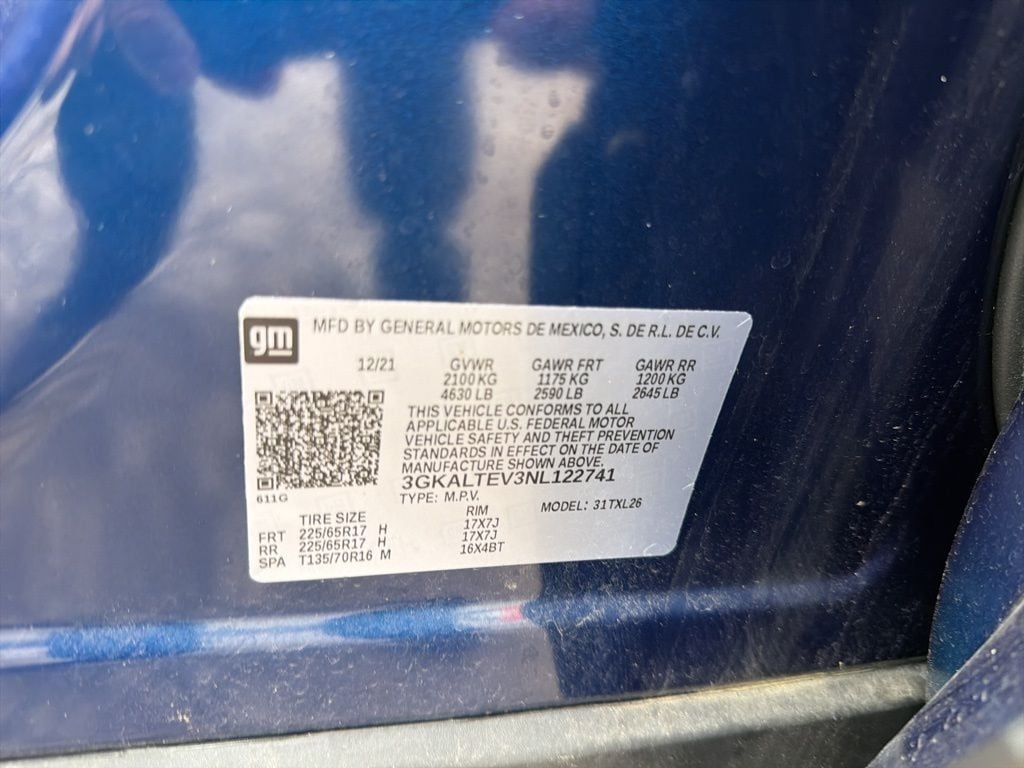 gm MFD BY GENERAL MOTORS DE MEXICO, S. DE R.L. DE C.V.
12/21 GVWR GAWR FRT GAWR RR
2100 KG 1175 KG 1200 KG
4630 LB 2590 LB 2645 LB
THIS VEHICLE CONFORMS TO ALL
APPLICABLE U.S. FEDERAL MOTOR
VEHICLE SAFETY AND THEFT PREVENTION
STANDARDS IN EFFECT ON THE DATE OF
MANUFACTURE SHOWN ABOVE.
3GKALTEV3NL122741
611G
TYPE: M.P.V. MODEL: 31TXL26
TIRE SIZE RIM
FRT 225/65R17 H 17X7J
RR 225/65R17 H 17X7J
SPA T135/70R16 M 16X4BT